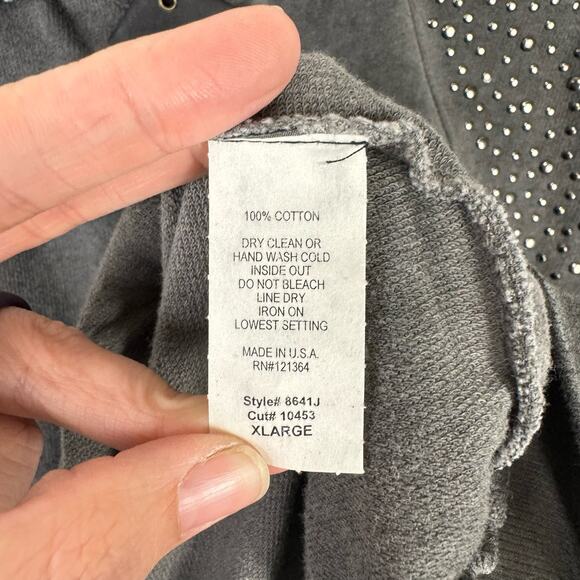 100% COTTON
DRY CLEAN OR
HAND WASH COLD
INSIDE OUT
DO NOT BLEACH
LINE DRY
IRON ON
LOWEST SETTING
MADE IN U.S.A.
RN#121364
Style# 8641J
Cut# 10453
XLARGE